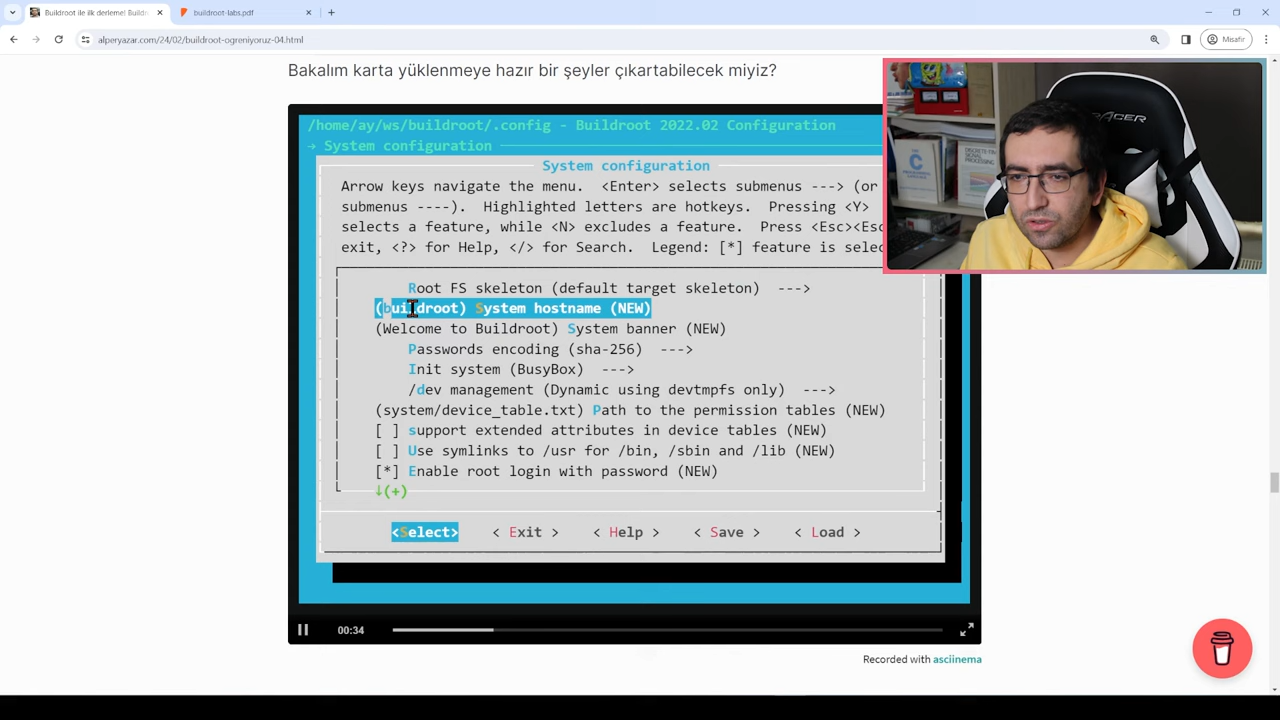 Buildroot ile ilk derleme! Buildr
buildroot-labs.pdf
alperyazar.com/24/02/buildroot-ogreniyoruz-04.html
Misafir
Bakalım karta yüklenmeye hazır bir şeyler çıkartabilecek miyiz?
/home/ay/ws/buildroot/.config - Buildroot 2022.02 Configuration
→ System configuration
System configuration
Arrow keys navigate the menu.  <Enter> selects submenus ---> (or
submenus ----).  Highlighted letters are hotkeys.  Pressing <Y>
selects a feature, while <N> excludes a feature.  Press <Esc><Esc
exit, <?> for Help, </> for Search.  Legend: [*] feature is selec
Root FS skeleton (default target skeleton)  --->
(buildroot) System hostname (NEW)
(Welcome to Buildroot) System banner (NEW)
Passwords encoding (sha-256)  --->
Init system (BusyBox)  --->
/dev management (Dynamic using devtmpfs only)  --->
(system/device_table.txt) Path to the permission tables (NEW)
[ ] support extended attributes in device tables (NEW)
[ ] Use symlinks to /usr for /bin, /sbin and /lib (NEW)
[*] Enable root login with password (NEW)
↓(+)
<Select>    < Exit >    < Help >    < Save >    < Load >
00:34
Recorded with asciinema
RACER